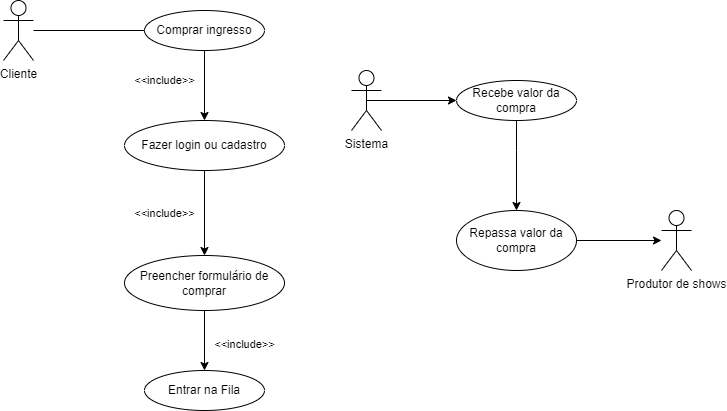 Comprar ingresso
Cliente
<<include>>
Fazer login ou cadastro
<<include>>
Preencher formulário de
comprar
<<include>>
Entrar na Fila
Sistema
Recebe valor da
compra
Repassa valor da
compra
Produtor de shows